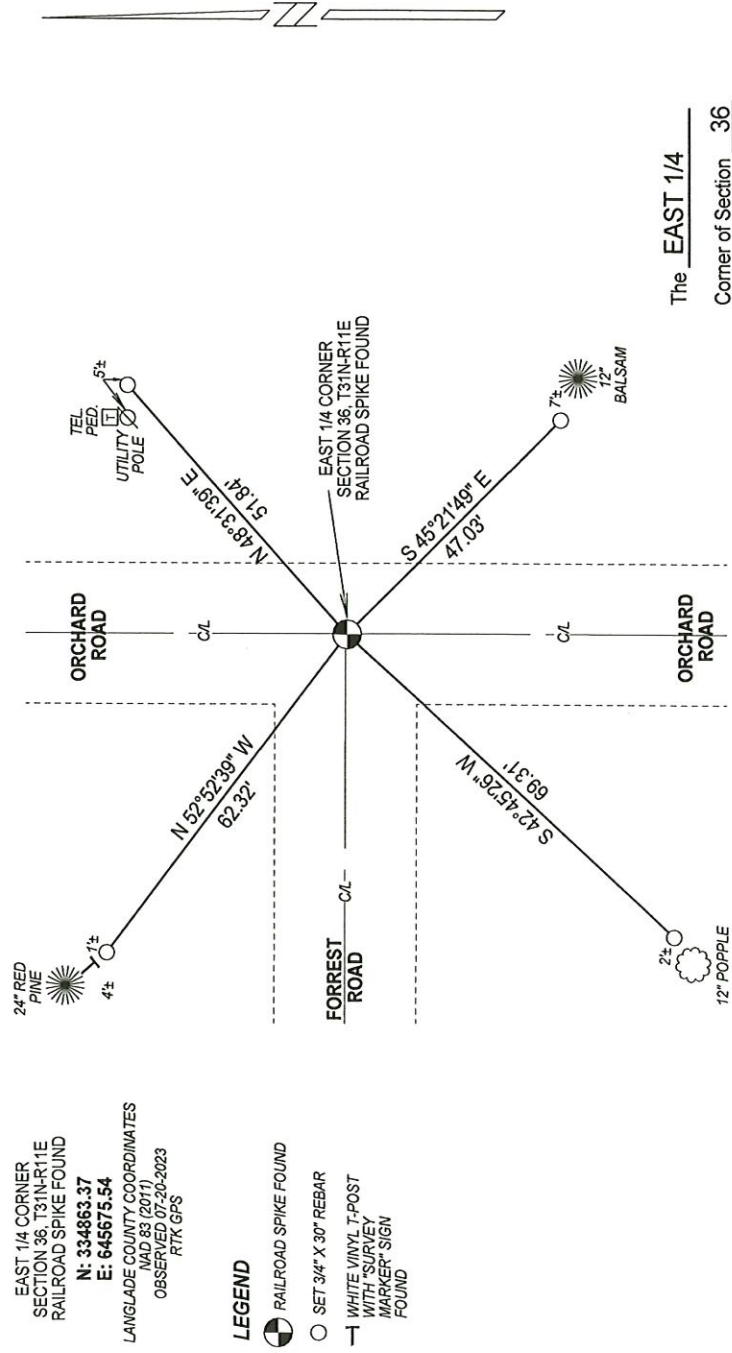 EAST 1/4 CORNER
SECTION 36, T31N-R11E
RAILROAD SPIKE FOUND
N: 334863.37
E: 645675.54
LANGLADE COUNTY COORDINATES
NAD 83 (2011)
OBSERVED 07-20-2023
RTK GPS
LEGEND
RAILROAD SPIKE FOUND
SET 3/4" X 30" REBAR
WHITE VINYL T-POST
WITH "SURVEY
MARKER" SIGN
FOUND
24" RED
PINE
1'±
4'±
N 52°52'39" W
62.32'
ORCHARD
ROAD
C/L
TEL.
PED.
T
5'±
UTILITY
POLE
N 48°31'39" E
51.84'
FORREST
ROAD
C/L
EAST 1/4 CORNER
SECTION 36, T31N-R11E
RAILROAD SPIKE FOUND
S 42°45'26" W
69.31'
2'±
12" POPPLE
C/L
ORCHARD
ROAD
S 45°21'49" E
47.03'
7'±
12"
BALSAM
The EAST 1/4
Corner of Section 36